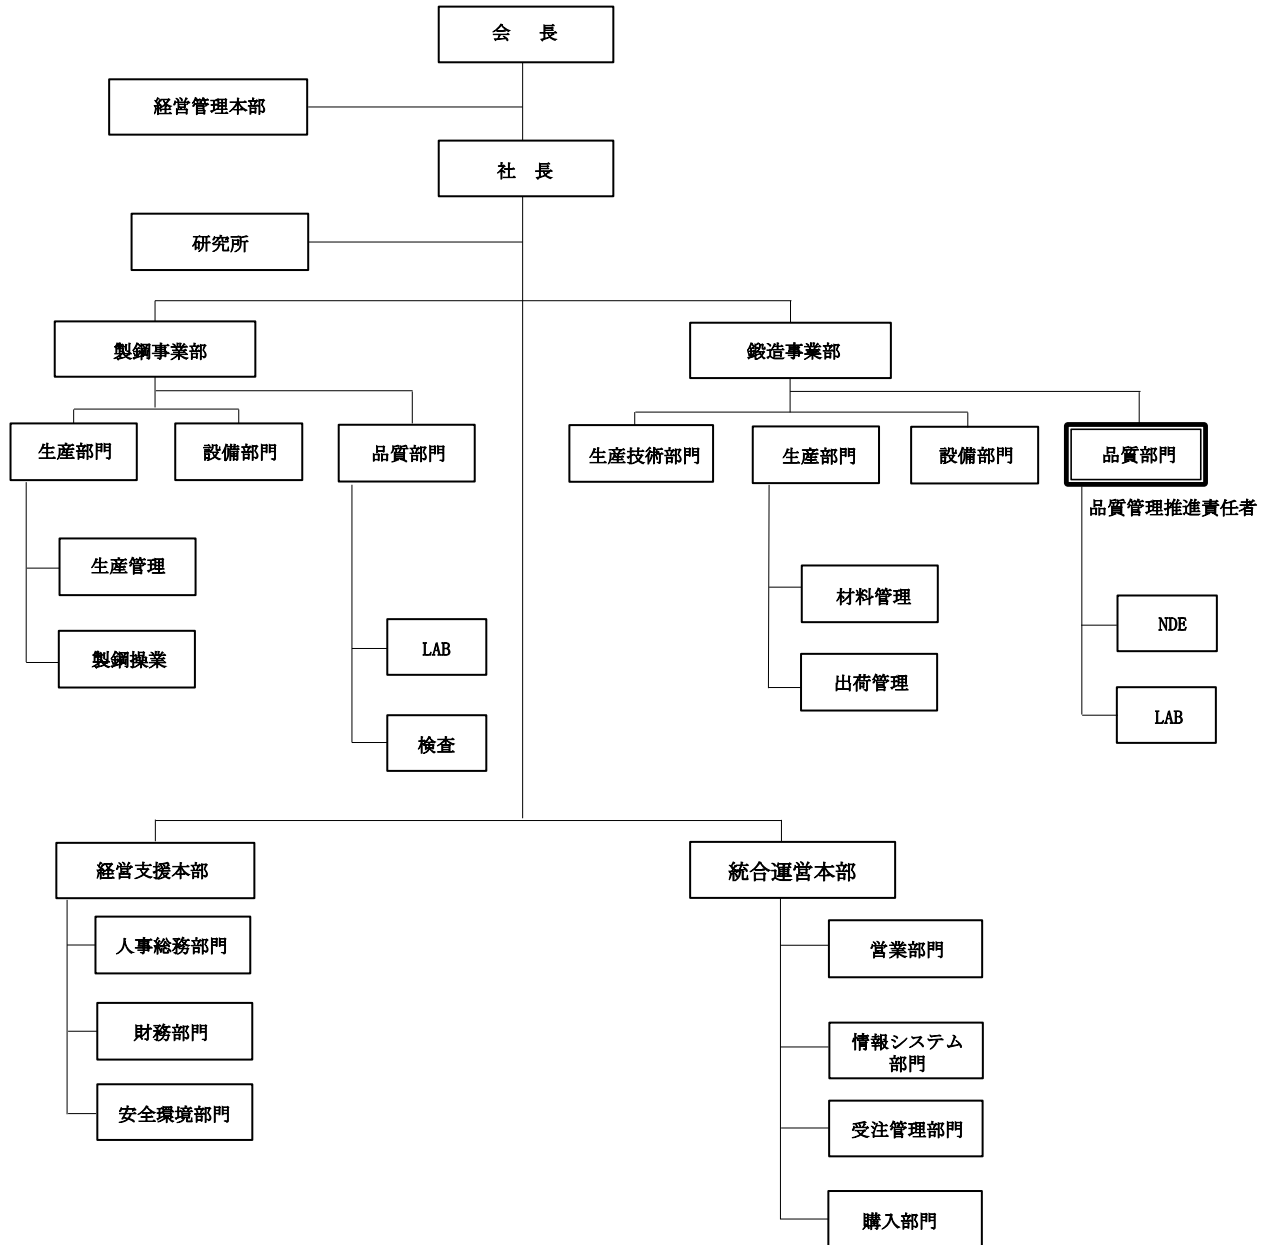 会 長
経営管理本部
社 長
研究所
製鋼事業部
鍛造事業部
生産部門
設備部門
品質部門
生産技術部門
生産部門
設備部門
品質部門
品質管理推進責任者
生産管理
製鋼操業
LAB
検査
材料管理
出荷管理
NDE
LAB
経営支援本部
統合運営本部
人事総務部門
財務部門
安全環境部門
営業部門
情報システム
部門
受注管理部門
購入部門